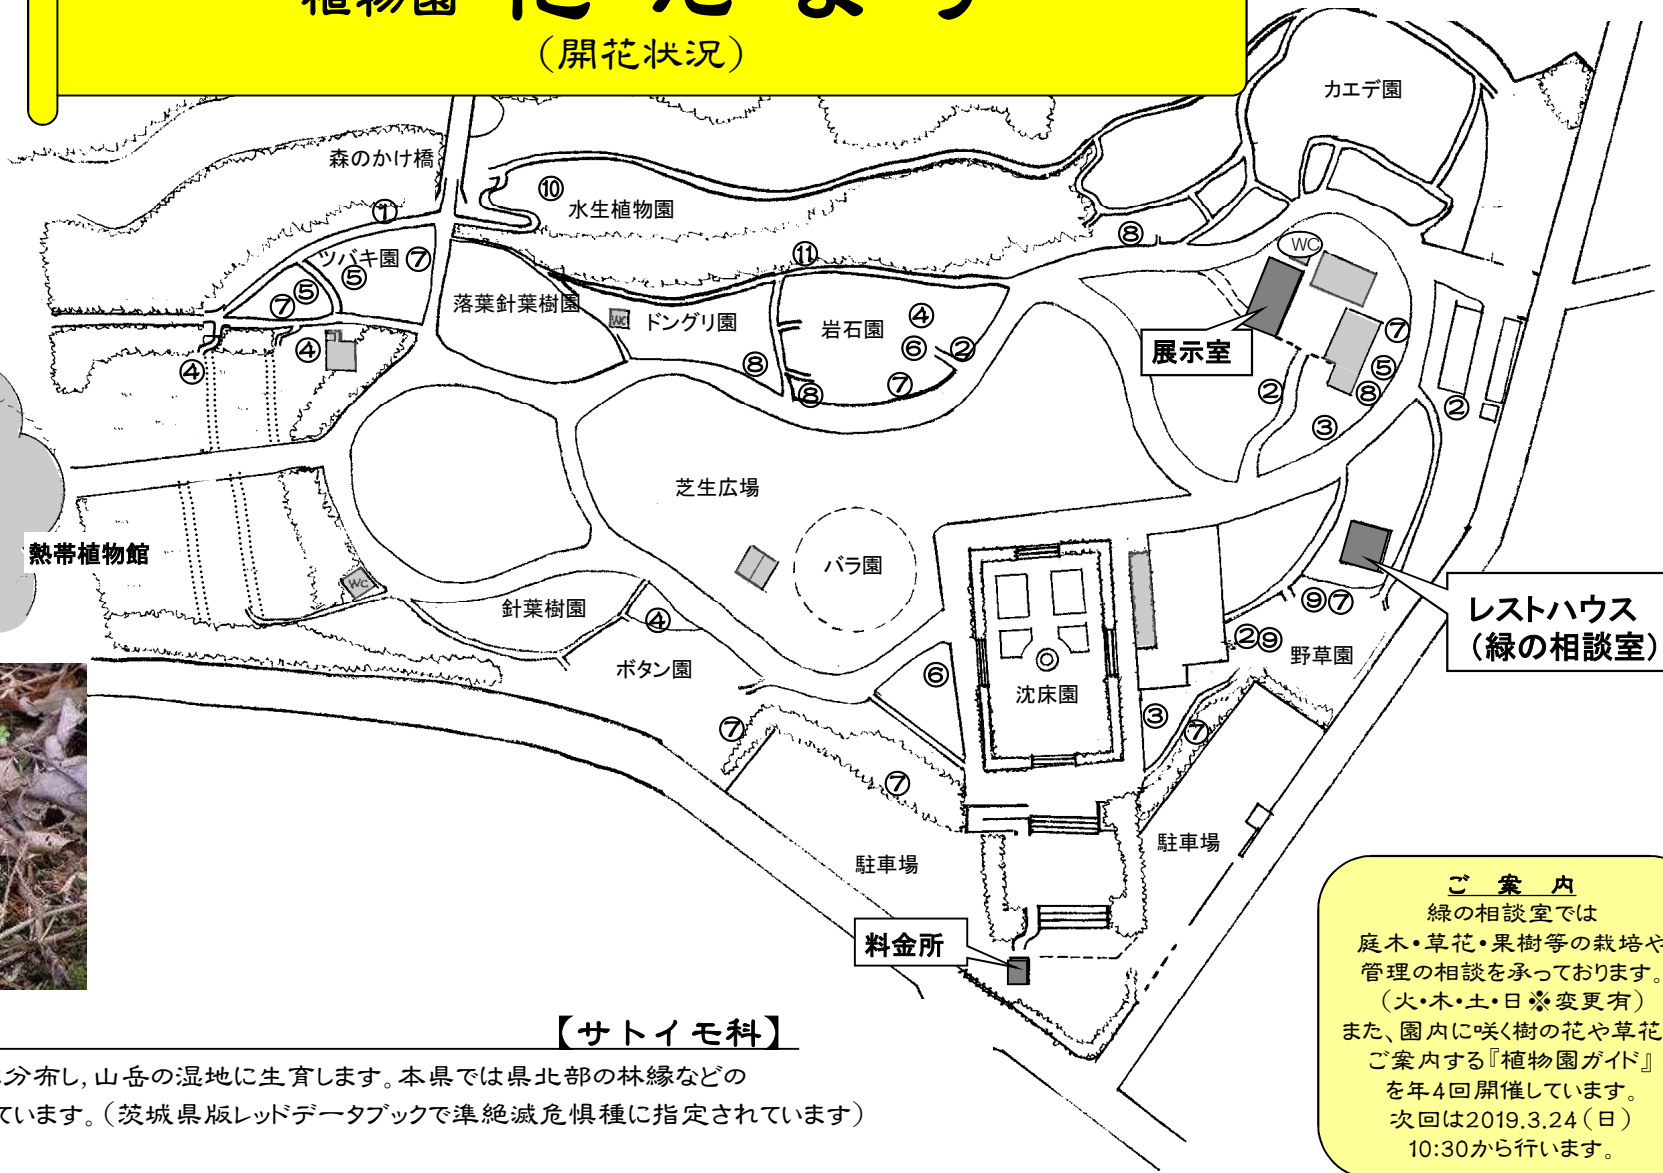 植物園 花だより
(開花状況)
カエデ園
森のかけ橋
①
⑩
水生植物園
⑧
WC
ツバキ園
⑦
⑤
⑪
⑤
⑦
落葉針葉樹園
WC
ドングリ園
岩石園
④
⑥
②
展示室
⑦
④
④
⑧
⑧
⑦
②
⑤
⑧
②
③
芝生広場
熱帯植物館
バラ園
WC
針葉樹園
④
⑨⑦
レストハウス
(緑の相談室)
②⑨
野草園
ボタン園
⑥
沈床園
③
⑦
⑦
⑦
駐車場
駐車場
料金所
ご 案 内
緑の相談室では
庭木・草花・果樹等の栽培や
管理の相談を承っております。
(火・木・土・日※変更有)
また、園内に咲く樹の花や草花
ご案内する『植物園ガイド』
を年4回開催しています。
次回は2019.3.24(日)
10:30から行います。
【サトイモ科】
分布し,山岳の湿地に生育します。本県では県北部の林縁などの
ています。(茨城県版レッドデータブックで準絶滅危惧種に指定されています)